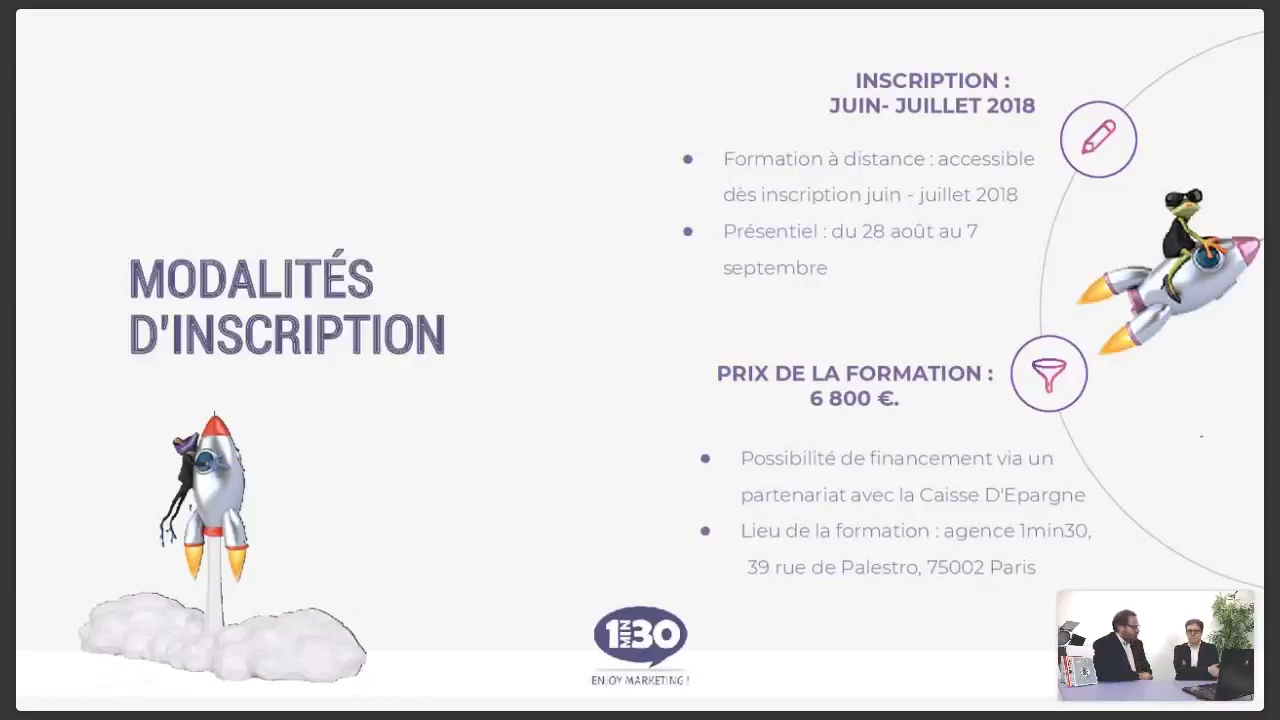 MODALITÉS
D'INSCRIPTION
INSCRIPTION :
JUIN- JUILLET 2018
Formation à distance : accessible
dès inscription juin - juillet 2018
Présentiel : du 28 août au 7
septembre
PRIX DE LA FORMATION :
6 800 €.
Possibilité de financement via un
partenariat avec la Caisse D'Epargne
Lieu de la formation : agence 1min30,
39 rue de Palestro, 75002 Paris
1MIN30
ENJOY MARKETING !